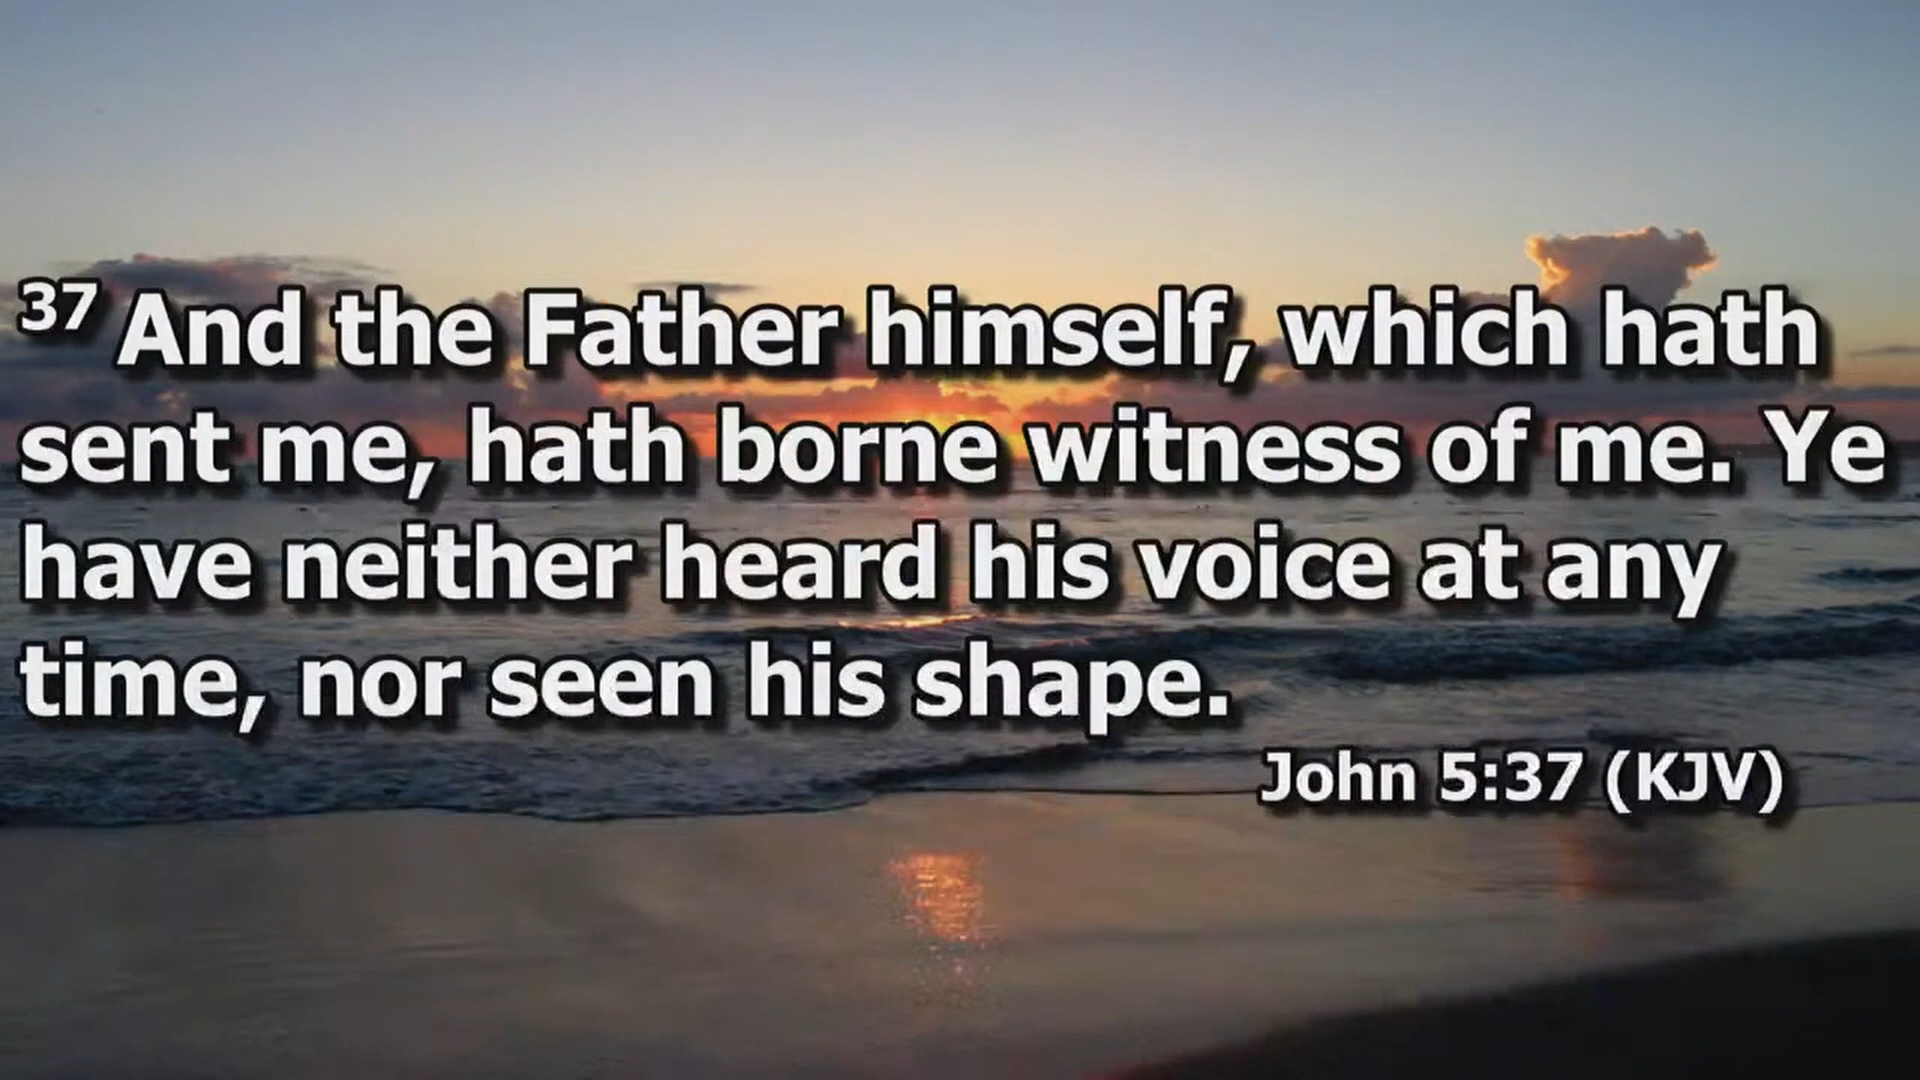 37 And the Father himself, which hath
sent me, hath borne witness of me. Ye
have neither heard his voice at any
time, nor seen his shape.
John 5:37 (KJV)